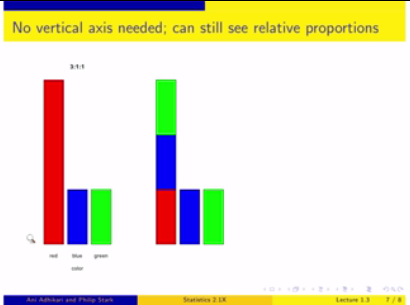 No vertical axis needed; can still see relative proportions
3:1:1
red blue green
color
Ani Adhikari and Philip Stark Statistics 2.1X Lecture 1.3 7 / 8